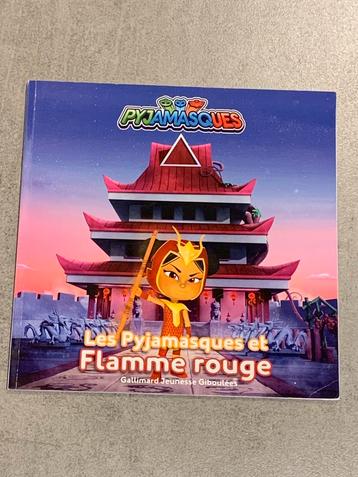 PYJAMASQUES
Les Pyjamasques et
Flamme rouge
Gallimard Jeunesse Giboulées